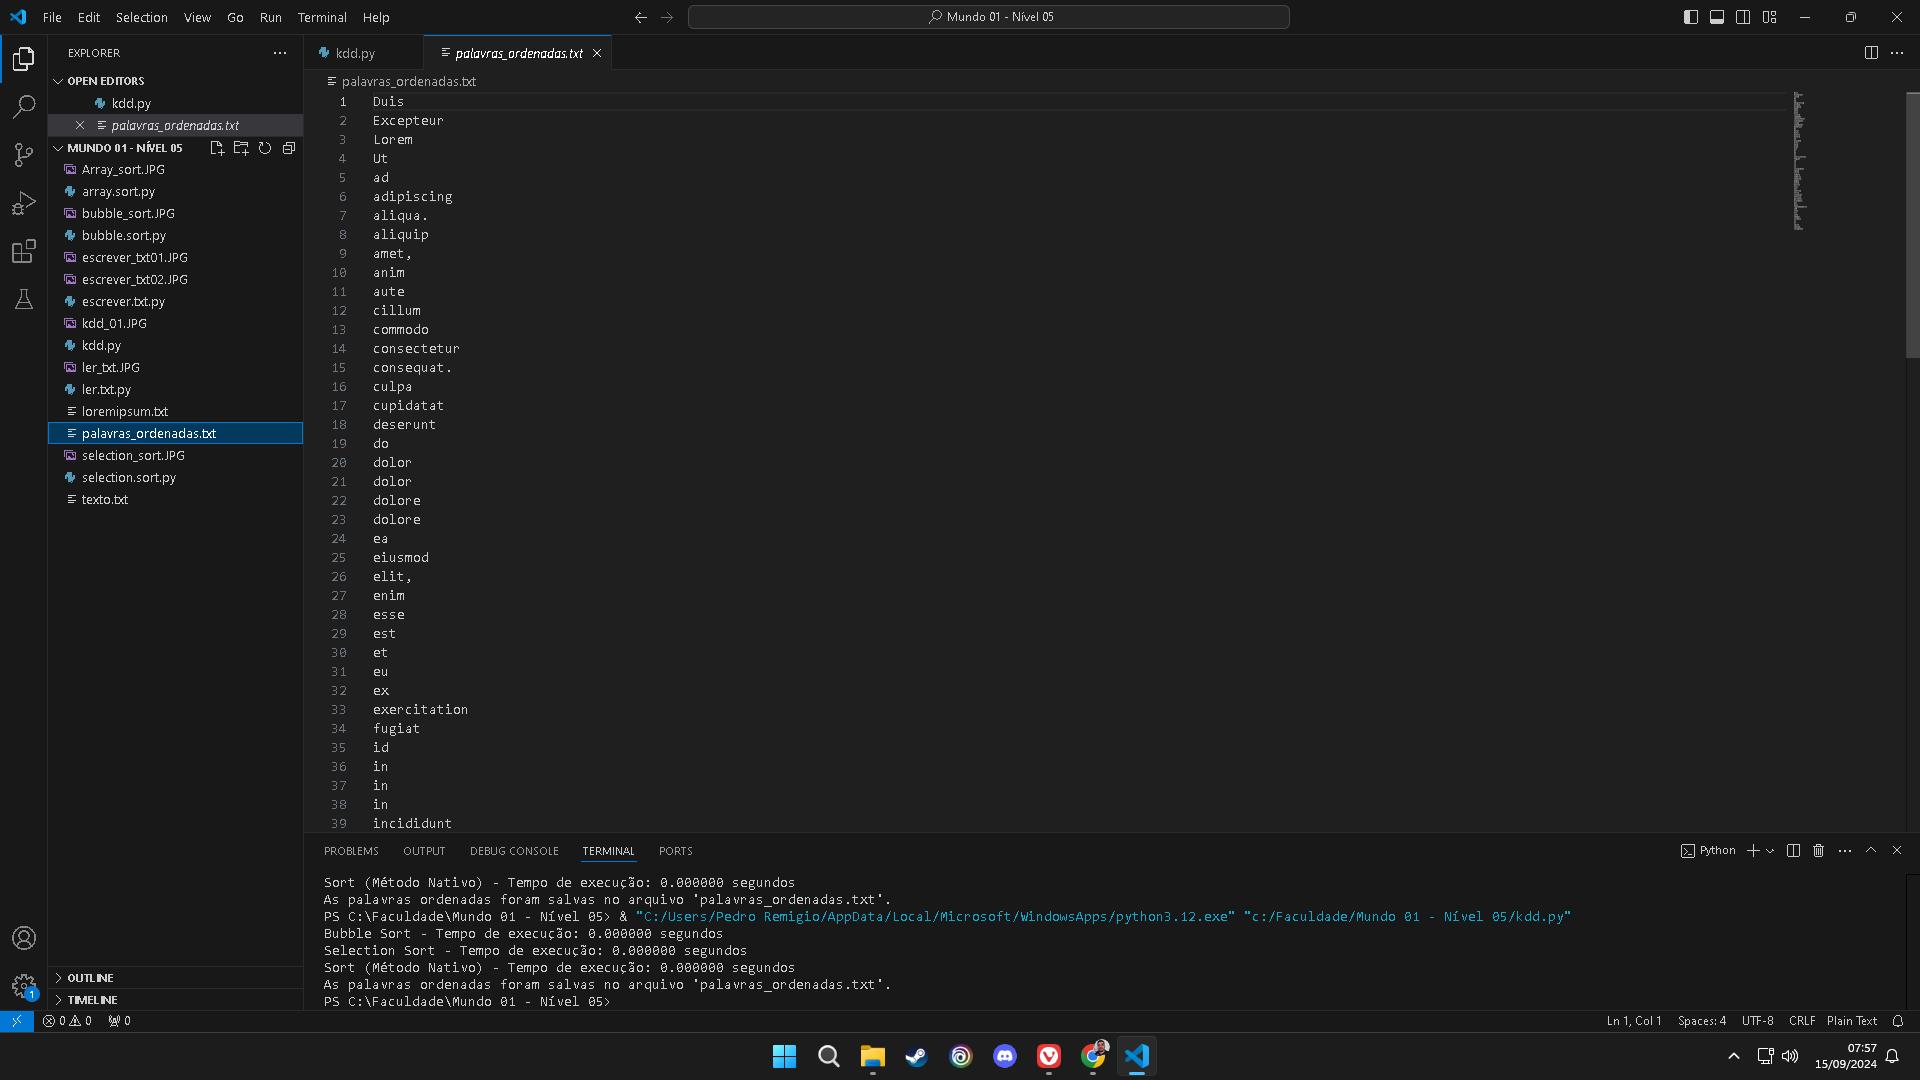 File Edit Selection View Go Run Terminal Help
Mundo 01 - Nível 05
EXPLORER
kdd.py
palavras_ordenadas.txt
OPEN EDITORS
kdd.py
palavras_ordenadas.txt
MUNDO 01 - NÍVEL 05
Array_sort.JPG
array.sort.py
bubble_sort.JPG
bubble.sort.py
escrever_txt01.JPG
escrever_txt02.JPG
escrever.txt.py
kdd_01.JPG
kdd.py
ler_txt.JPG
ler.txt.py
loremipsum.txt
palavras_ordenadas.txt
selection_sort.JPG
selection.sort.py
texto.txt
OUTLINE
TIMELINE
palavras_ordenadas.txt
1 Duis
2 Excepteur
3 Lorem
4 Ut
5 ad
6 adipiscing
7 aliqua.
8 aliquip
9 amet,
10 anim
11 aute
12 cillum
13 commodo
14 consectetur
15 consequat.
16 culpa
17 cupidatat
18 deserunt
19 do
20 dolor
21 dolor
22 dolore
23 dolore
24 ea
25 eiusmod
26 elit,
27 enim
28 esse
29 est
30 et
31 eu
32 ex
33 exercitation
34 fugiat
35 id
36 in
37 in
38 in
39 incididunt
PROBLEMS OUTPUT DEBUG CONSOLE TERMINAL PORTS
Python
Sort (Método Nativo) - Tempo de execução: 0.000000 segundos
As palavras ordenadas foram salvas no arquivo 'palavras_ordenadas.txt'.
PS C:\Faculdade\Mundo 01 - Nível 05> & "C:/Users/Pedro Remigio/AppData/Local/Microsoft/WindowsApps/python3.12.exe" "c:/Faculdade/Mundo 01 - Nível 05/kdd.py"
Bubble Sort - Tempo de execução: 0.000000 segundos
Selection Sort - Tempo de execução: 0.000000 segundos
Sort (Método Nativo) - Tempo de execução: 0.000000 segundos
As palavras ordenadas foram salvas no arquivo 'palavras_ordenadas.txt'.
PS C:\Faculdade\Mundo 01 - Nível 05>
1
0 0 0
Ln 1, Col 1 Spaces: 4 UTF-8 CRLF Plain Text
07:57
15/09/2024